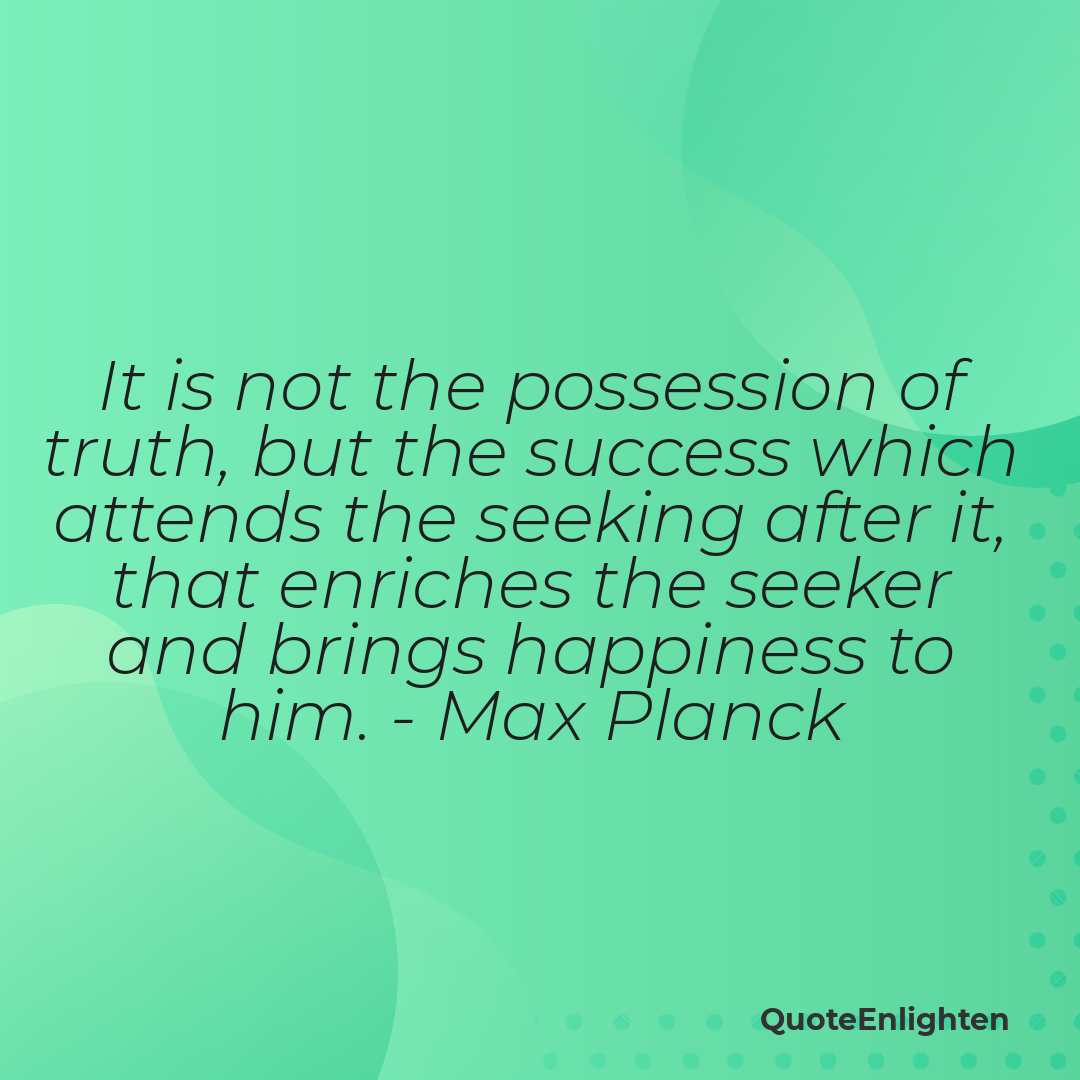 It is not the possession of
truth, but the success which
attends the seeking after it,
that enriches the seeker
and brings happiness to
him. - Max Planck
QuoteEnlighten